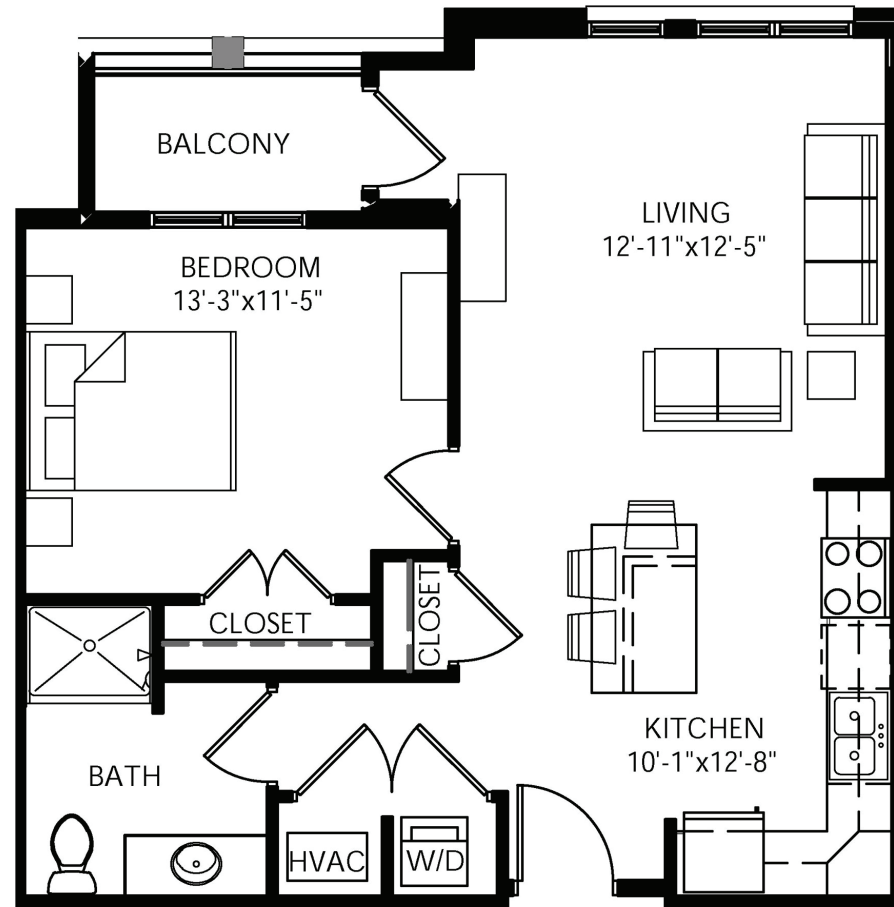 BALCONY
LIVING
12'-11"x12'-5"
BEDROOM
13'-3"x11'-5"
CLOSET
CLOSET
KITCHEN
10'-1"x12'-8"
BATH
HVAC
W/D